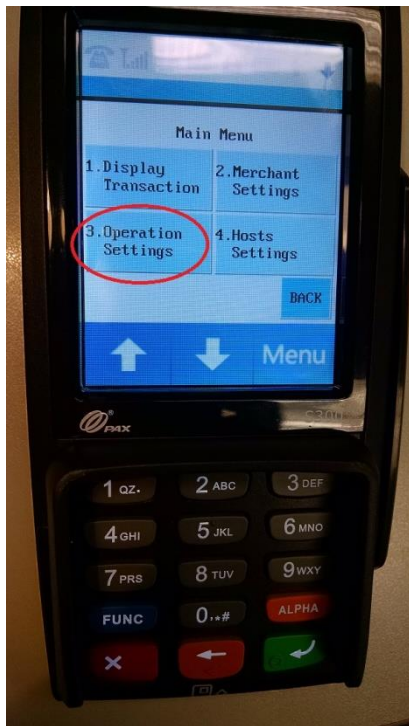 Main Menu
1.Display
Transaction
2.Merchant
Settings
3.Operation
Settings
4.Hosts
Settings
BACK
Menu
PAX
S300
1 QZ.
2 ABC
3 DEF
4 GHI
5 JKL
6 MNO
7 PRS
8 TUV
9 WXY
FUNC
0,*#
ALPHA